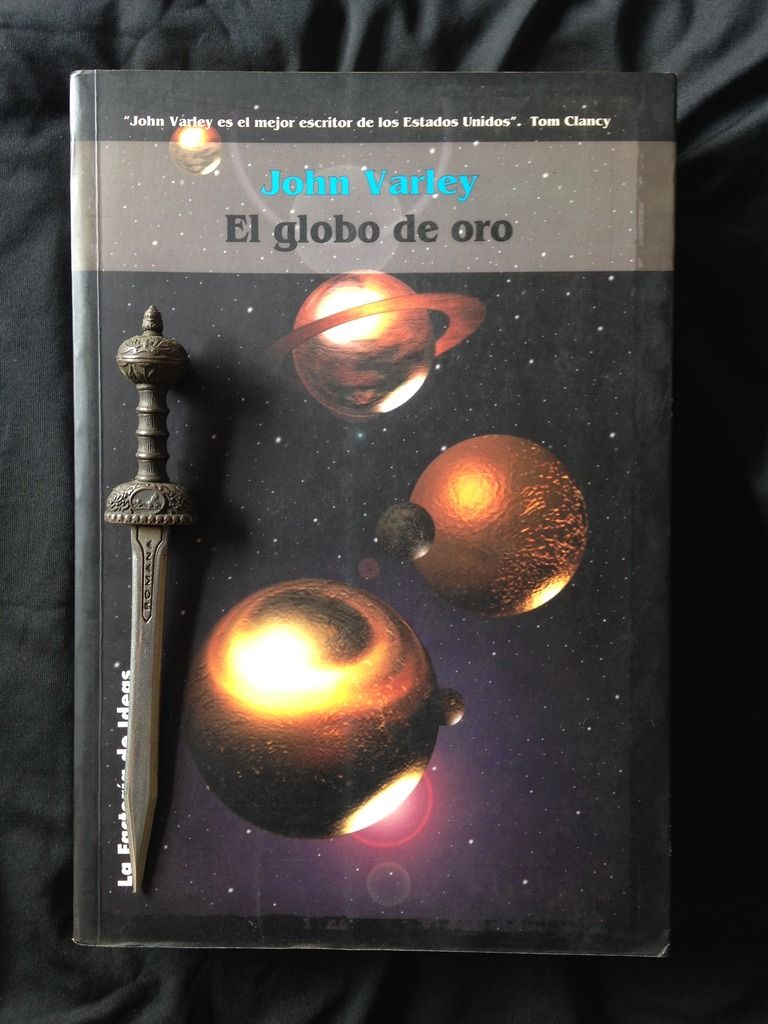 "John Varley es el mejor escritor de los Estados Unidos". Tom Clancy
John Varley
El globo de oro
ROMANA
La Factoría de Ideas